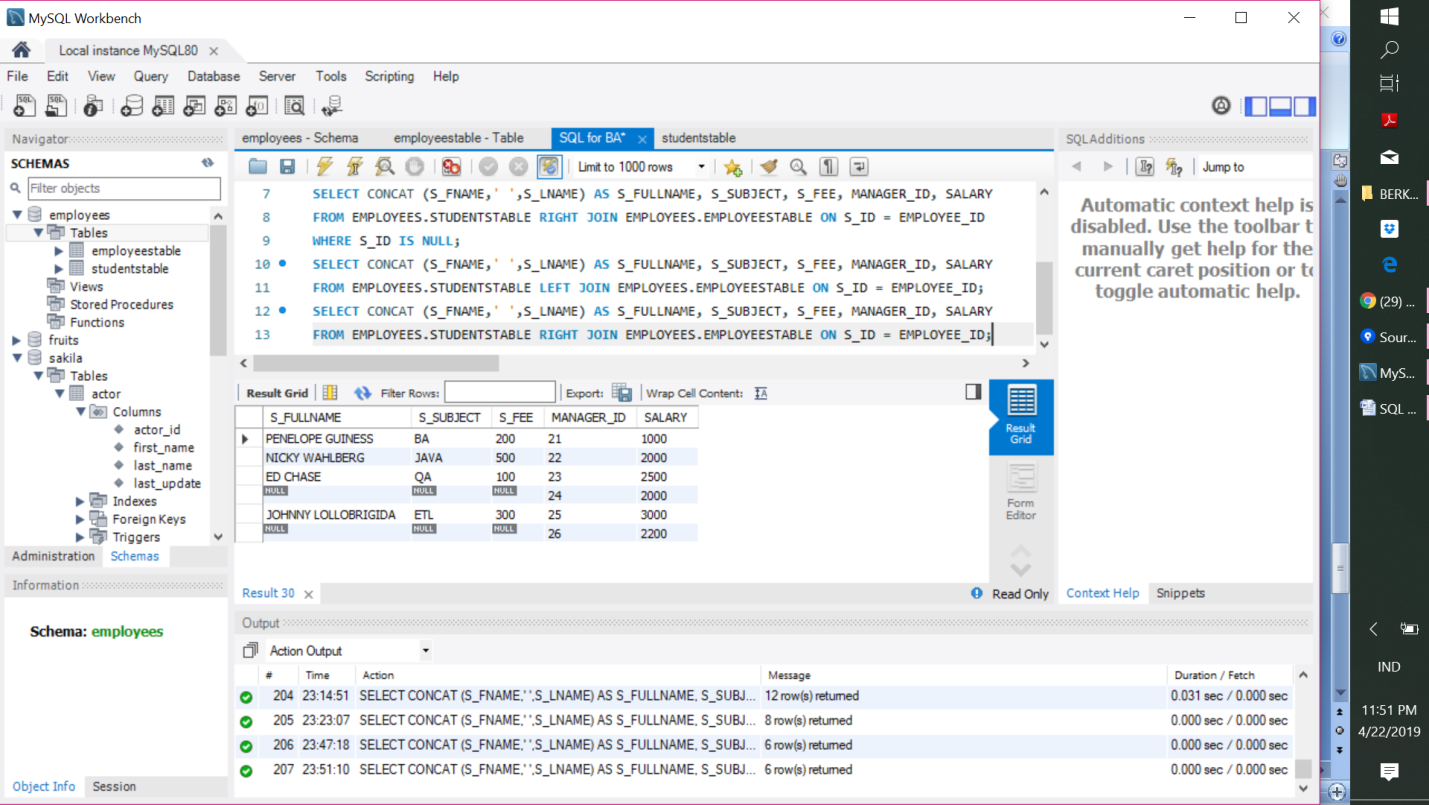 MySQL Workbench
Local instance MySQL80
File Edit View Query Database Server Tools Scripting Help
Navigator
SCHEMAS
Filter objects
employees
Tables
employeestable
studentstable
Views
Stored Procedures
Functions
fruits
sakila
Tables
actor
Columns
actor_id
first_name
last_name
last_update
Indexes
Foreign Keys
Triggers
Administration Schemas
Information
Schema: employees
Object Info Session
employees - Schema employeestable - Table SQL for BA* studentstable
Limit to 1000 rows
7 SELECT CONCAT (S_FNAME,' ',S_LNAME) AS S_FULLNAME, S_SUBJECT, S_FEE, MANAGER_ID, SALARY
8 FROM EMPLOYEES.STUDENTSTABLE RIGHT JOIN EMPLOYEES.EMPLOYEESTABLE ON S_ID = EMPLOYEE_ID
9 WHERE S_ID IS NULL;
10 SELECT CONCAT (S_FNAME,' ',S_LNAME) AS S_FULLNAME, S_SUBJECT, S_FEE, MANAGER_ID, SALARY
11 FROM EMPLOYEES.STUDENTSTABLE LEFT JOIN EMPLOYEES.EMPLOYEESTABLE ON S_ID = EMPLOYEE_ID;
12 SELECT CONCAT (S_FNAME,' ',S_LNAME) AS S_FULLNAME, S_SUBJECT, S_FEE, MANAGER_ID, SALARY
13 FROM EMPLOYEES.STUDENTSTABLE RIGHT JOIN EMPLOYEES.EMPLOYEESTABLE ON S_ID = EMPLOYEE_ID;
Result Grid Filter Rows: Export: Wrap Cell Content:
S_FULLNAME S_SUBJECT S_FEE MANAGER_ID SALARY
PENELOPE GUINESS BA 200 21 1000
NICKY WAHLBERG JAVA 500 22 2000
ED CHASE QA 100 23 2500
NULL NULL NULL 24 2000
JOHNNY LOLLOBRIGIDA ETL 300 25 3000
NULL NULL NULL 26 2200
Result
Grid
Form
Editor
Result 30
Read Only
Output
Action Output
# Time Action Message Duration / Fetch
204 23:14:51 SELECT CONCAT (S_FNAME,' ',S_LNAME) AS S_FULLNAME, S_SUBJ... 12 row(s) returned 0.031 sec / 0.000 sec
205 23:23:07 SELECT CONCAT (S_FNAME,' ',S_LNAME) AS S_FULLNAME, S_SUBJ... 8 row(s) returned 0.000 sec / 0.000 sec
206 23:47:18 SELECT CONCAT (S_FNAME,' ',S_LNAME) AS S_FULLNAME, S_SUBJ... 6 row(s) returned 0.000 sec / 0.000 sec
207 23:51:10 SELECT CONCAT (S_FNAME,' ',S_LNAME) AS S_FULLNAME, S_SUBJ... 6 row(s) returned 0.000 sec / 0.000 sec
SQLAdditions
Jump to
Automatic context help is
disabled. Use the toolbar t
manually get help for the
current caret position or to
toggle automatic help.
Context Help Snippets
BERK...
(29) ...
Sour...
MyS...
SQL ...
IND
11:51 PM
4/22/2019